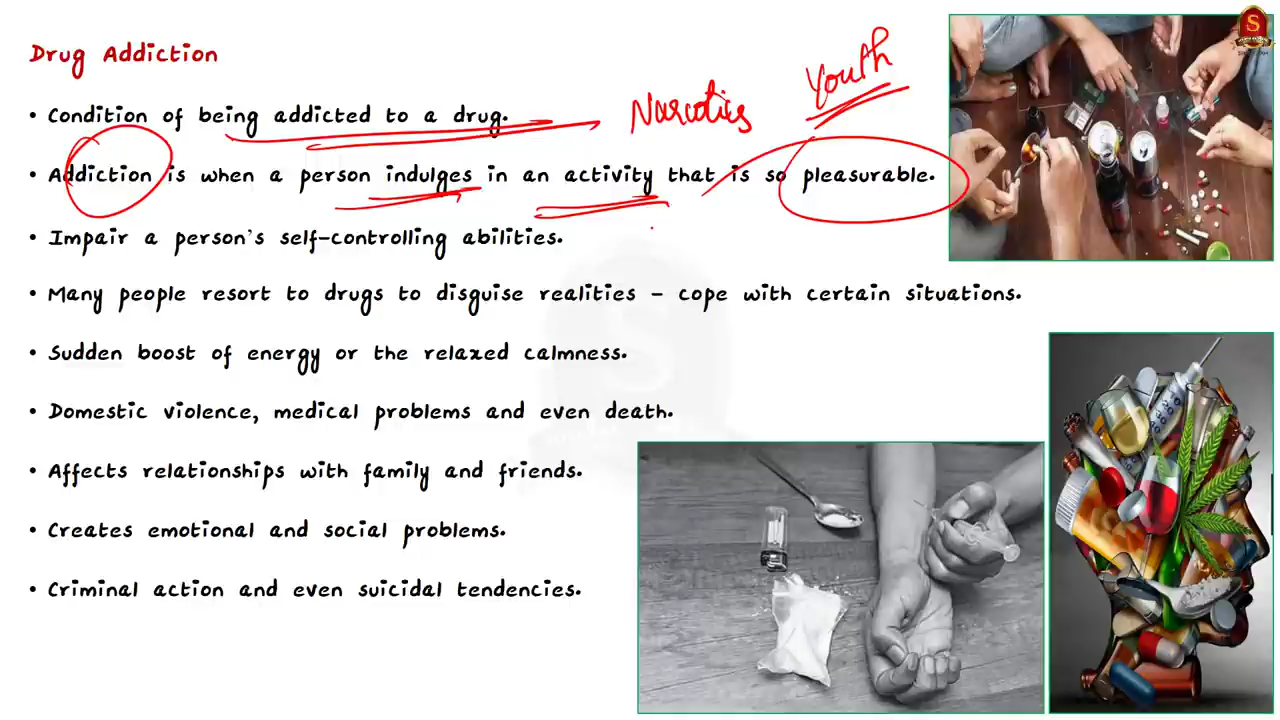 Drug Addiction
• Condition of being addicted to a drug.
Narcotics
Youth
• Addiction is when a person indulges in an activity that is so pleasurable.
• Impair a person's self-controlling abilities.
• Many people resort to drugs to disguise realities – cope with certain situations.
• Sudden boost of energy or the relaxed calmness.
• Domestic violence, medical problems and even death.
• Affects relationships with family and friends.
• Creates emotional and social problems.
• Criminal action and even suicidal tendencies.